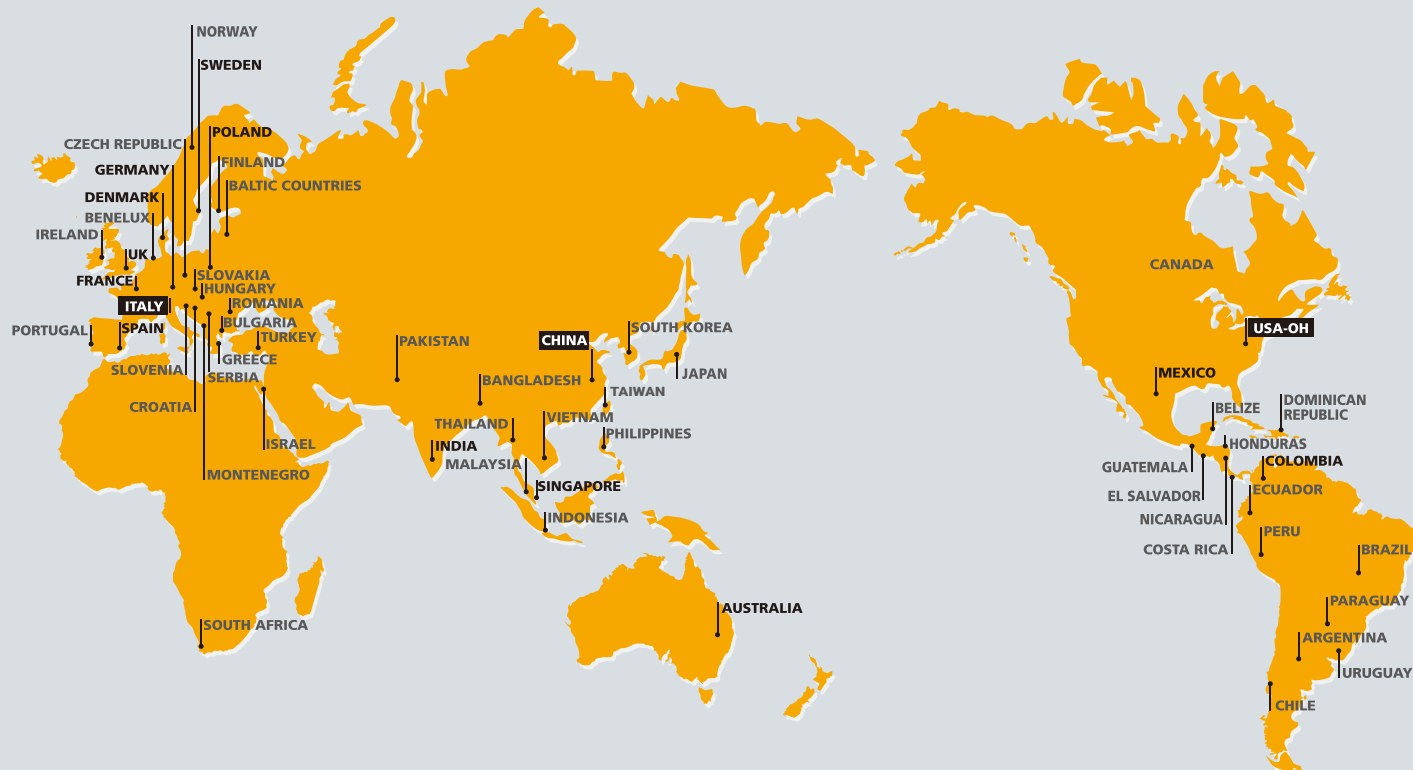 NORWAY
SWEDEN
POLAND
CZECH REPUBLIC
FINLAND
GERMANY
BALTIC COUNTRIES
DENMARK
BENELUX
IRELAND
UK
SLOVAKIA
FRANCE
HUNGARY
ITALY
ROMANIA
BULGARIA
PORTUGAL
SPAIN
TURKEY
GREECE
SLOVENIA
SERBIA
CROATIA
ISRAEL
MONTENEGRO
SOUTH AFRICA
PAKISTAN
CHINA
SOUTH KOREA
BANGLADESH
JAPAN
TAIWAN
THAILAND
VIETNAM
PHILIPPINES
INDIA
MALAYSIA
SINGAPORE
INDONESIA
AUSTRALIA
CANADA
USA-OH
MEXICO
BELIZE
DOMINICAN
REPUBLIC
HONDURAS
GUATEMALA
COLOMBIA
EL SALVADOR
ECUADOR
NICARAGUA
COSTA RICA
PERU
BRAZIL
PARAGUAY
ARGENTINA
URUGUAY
CHILE